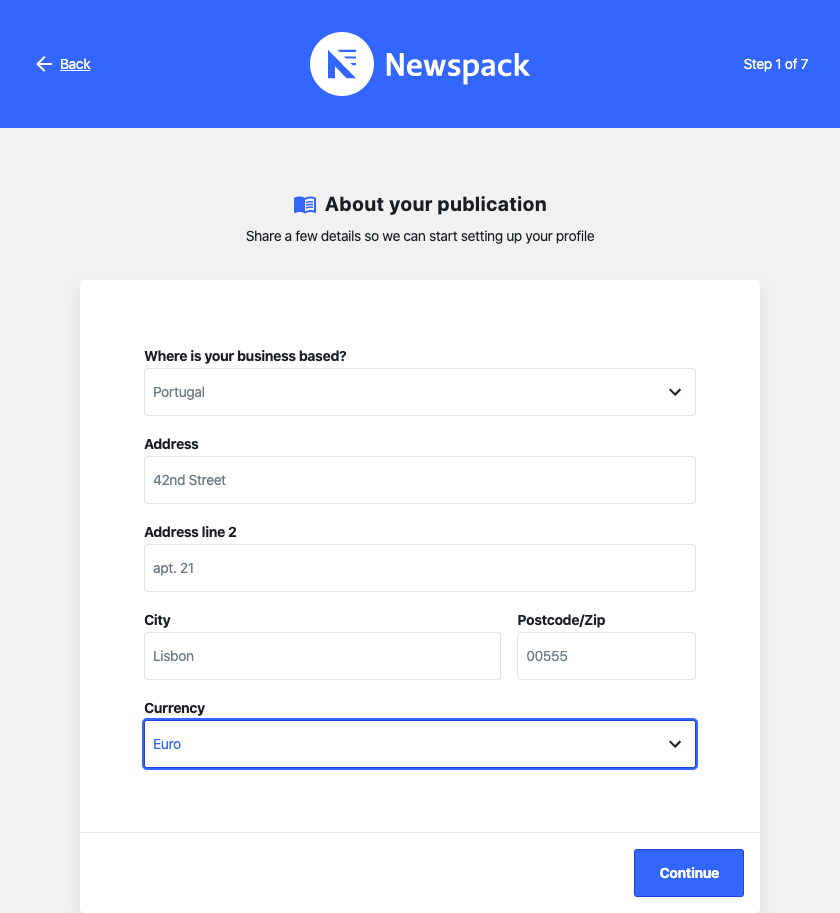 Back
Newspack
Step 1 of 7
About your publication
Share a few details so we can start setting up your profile
Where is your business based?
Portugal
Address
42nd Street
Address line 2
apt. 21
City
Postcode/Zip
Lisbon
00555
Currency
Euro
Continue